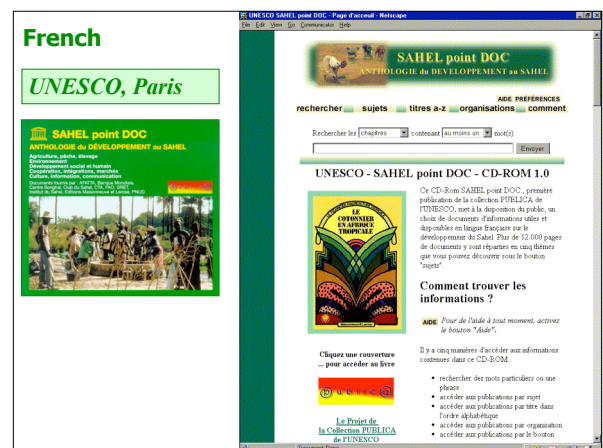 French
UNESCO, Paris
SAHEL point DOC
ANTHOLOGIE du DÉVELOPPEMENT au SAHEL
Agriculture, pêche, élevage
Environnement
Développement social et humain
Coopération, intégrations, marchés
Culture, information, communication
UNESCO SAHEL point DOC - Page d'acceuil - Netscape
File Edit View Go Communicator Help
SAHEL point DOC
ANTHOLOGIE du DEVELOPPEMENT au SAHEL
AIDE PRÉFÉRENCES
rechercher sujets titres a-z organisations comment
Rechercher les chapitres contenant au moins un mot(s)
Envoyer
UNESCO - SAHEL point DOC - CD-ROM 1.0
LE
COTONNIER
EN AFRIQUE
TROPICALE
Ce CD-Rom SAHEL point DOC , première
publication de la collection PUBLICA de
l'UNESCO, met à la disposition du public, un
choix de documents d'informations utiles et
disponibles en langue française sur le
développement du Sahel. Plus de 12.000 pages
de documents y sont réparties en cinq thèmes
que vous pouvez découvrir sous le bouton
"sujets".
Comment trouver les
informations ?
AIDE Pour de l'aide à tout moment, activez
le bouton "Aide".
Il y a cinq manières d'accéder aux informations
contenues dans ce CD-ROM :
• rechercher des mots particuliers ou une
phrase
• accéder aux publications par sujet
• accéder aux publications par titre dans
l'ordre alphabétique
• accéder aux publications par organisation
• accéder aux publications par le bouton
Cliquez une couverture
... pour accéder au livre
public@
Le Projet de
la Collection PUBLICA
de l'UNESCO
Document: Done